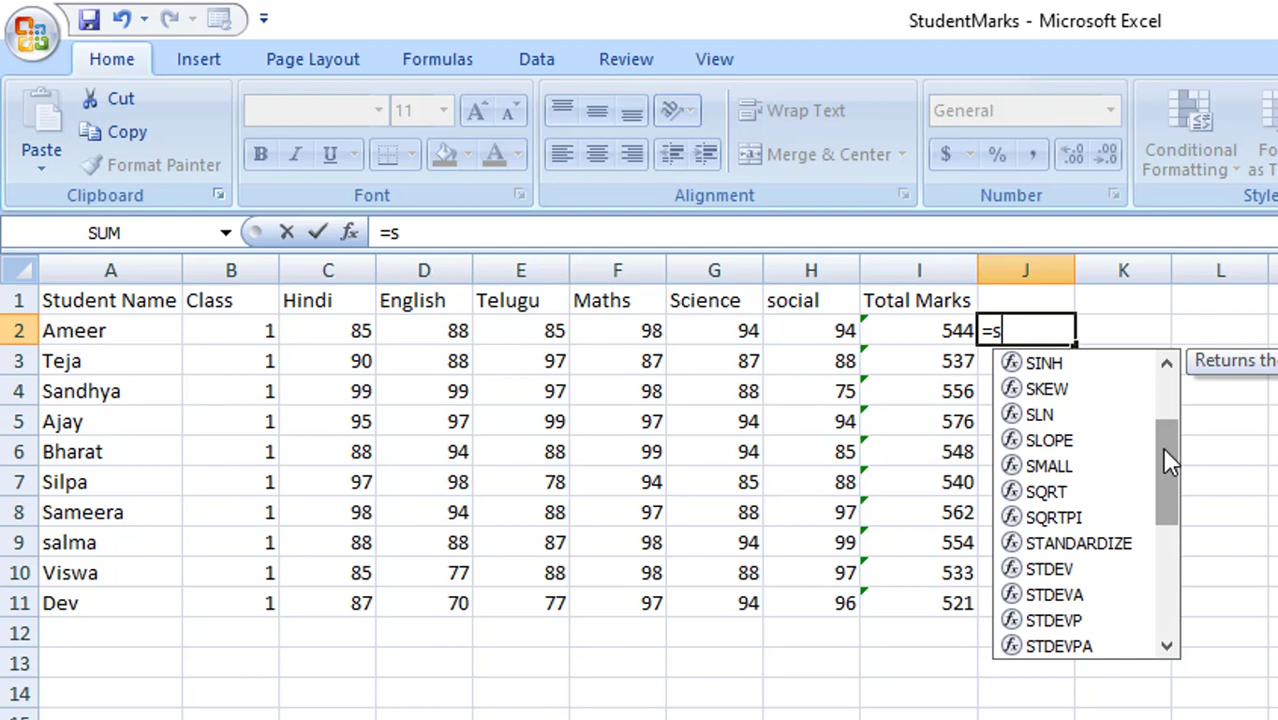 StudentMarks - Microsoft Excel
Home Insert Page Layout Formulas Data Review View
Cut
Copy
Format Painter
Paste
11
A A
Wrap Text
Merge & Center
General
B I U A
$ % , .00 .00
Conditional
Formatting
as T
Clipboard Font Alignment Number Style
SUM fx =s
A B C D E F G H I J K L
1 Student Name Class Hindi English Telugu Maths Science social Total Marks
2 Ameer 1 85 88 85 98 94 94 544 =s
3 Teja 1 90 88 97 87 87 88 537
4 Sandhya 1 99 99 97 98 88 75 556
5 Ajay 1 95 97 99 97 94 94 576
6 Bharat 1 88 94 88 99 94 85 548
7 Silpa 1 97 98 78 94 85 88 540
8 Sameera 1 98 94 88 97 88 97 562
9 salma 1 88 88 87 98 94 99 554
10 Viswa 1 85 77 88 98 88 97 533
11 Dev 1 87 70 77 97 94 96 521
12
13
14
SINH
SKEW
SLN
SLOPE
SMALL
SQRT
SQRTPI
STANDARDIZE
STDEV
STDEVA
STDEVP
STDEVPA
Returns the